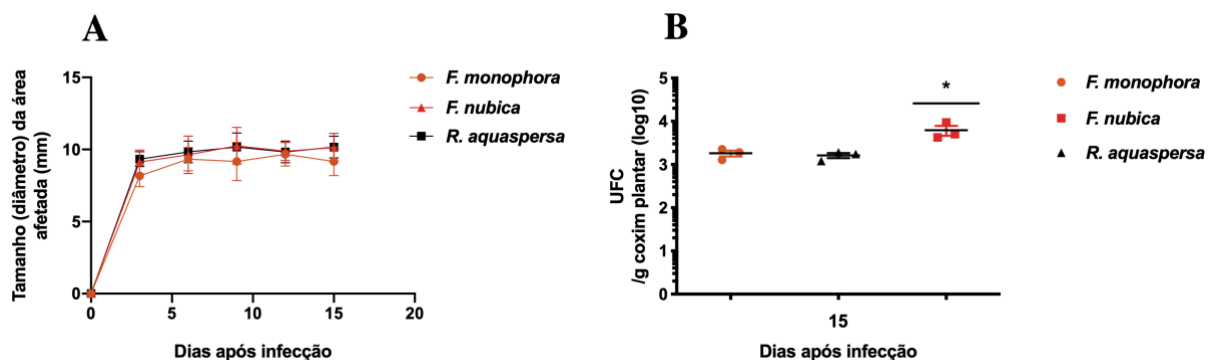 A
Tamanho (diâmetro) da área
afetada (mm)
15
10
5
0
0
5
10
15
20
Dias após infecção
F. monophora
F. nubica
R. aquaspersa
B
UFC
/g coxim plantar (log10)
5
4
3
2
1
0
*
15
Dias após infecção
F. monophora
F. nubica
R. aquaspersa